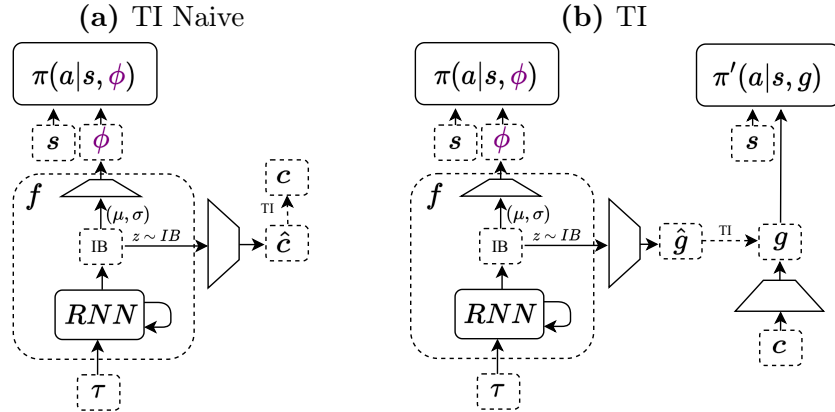 (a) TI Naive
π(a|s, ϕ)
s
ϕ
f
(μ, σ)
IB
z ~ IB
RNN
τ
c
TI
ĉ
(b) TI
π(a|s, ϕ)
s
ϕ
f
(μ, σ)
IB
z ~ IB
RNN
τ
ĝ
TI
π′(a|s, g)
s
g
c